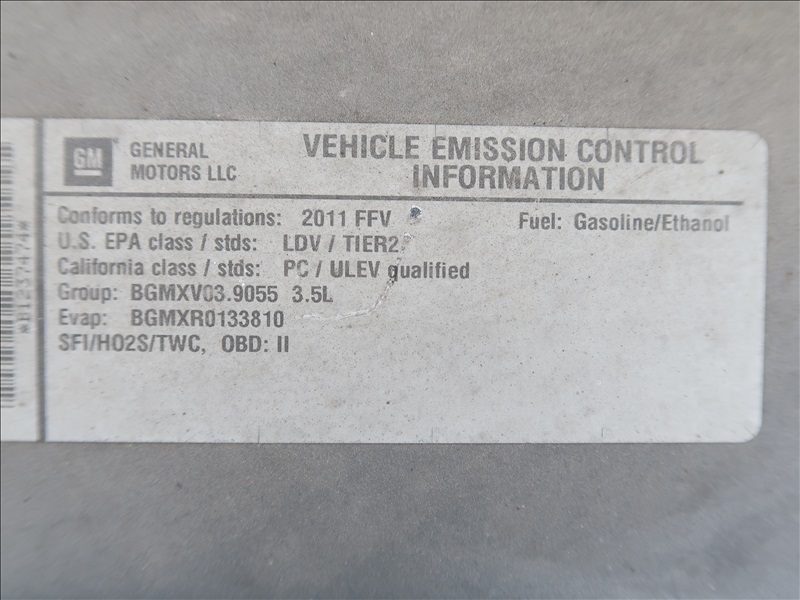 GM GENERAL MOTORS LLC
VEHICLE EMISSION CONTROL
INFORMATION
Conforms to regulations: 2011 FFV Fuel: Gasoline/Ethanol
U.S. EPA class / stds: LDV / TIER2
California class / stds: PC / ULEV qualified
Group: BGMXV03.9055 3.5L
Evap: BGMXR0133810
SFI/HO2S/TWC, OBD: II
*B1237474*